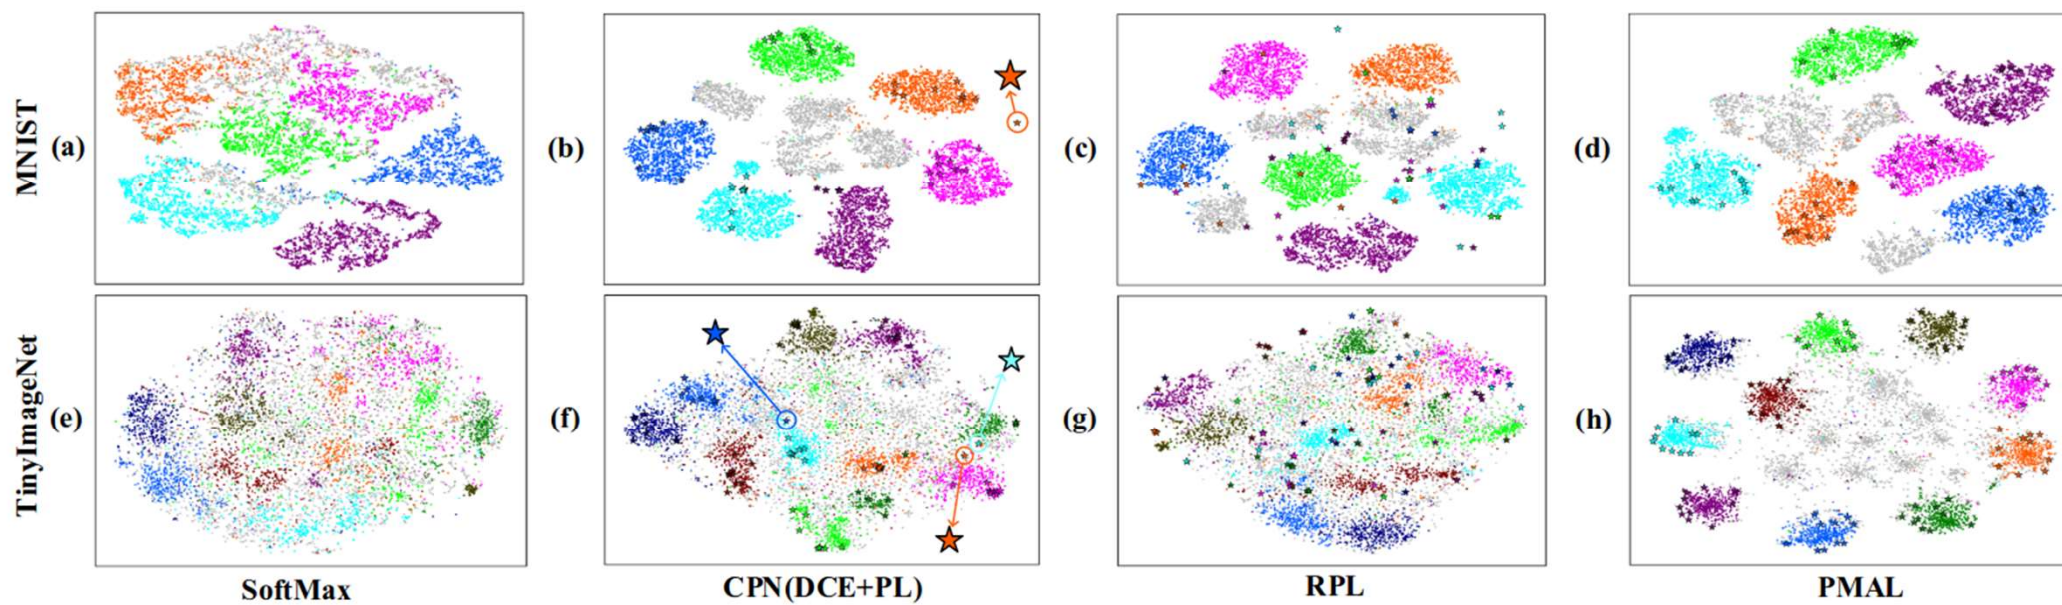 MNIST
(a)
(b)
(c)
(d)
TinyImageNet
(e)
(f)
(g)
(h)
SoftMax
CPN(DCE+PL)
RPL
PMAL